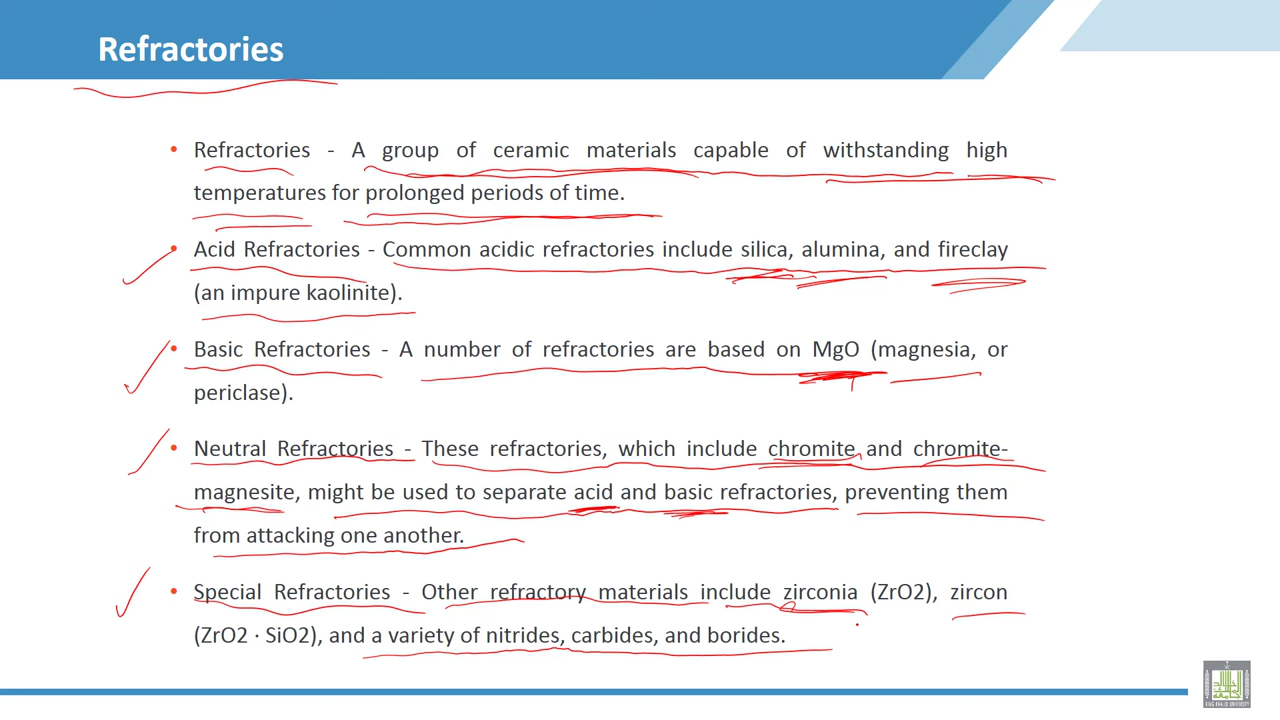 Refractories
• Refractories - A group of ceramic materials capable of withstanding high
temperatures for prolonged periods of time.
• Acid Refractories - Common acidic refractories include silica, alumina, and fireclay
(an impure kaolinite).
• Basic Refractories - A number of refractories are based on MgO (magnesia, or
periclase).
• Neutral Refractories - These refractories, which include chromite and chromite-
magnesite, might be used to separate acid and basic refractories, preventing them
from attacking one another.
• Special Refractories - Other refractory materials include zirconia (ZrO2), zircon
(ZrO2 · SiO2), and a variety of nitrides, carbides, and borides.
KING KHALID UNIVERSITY